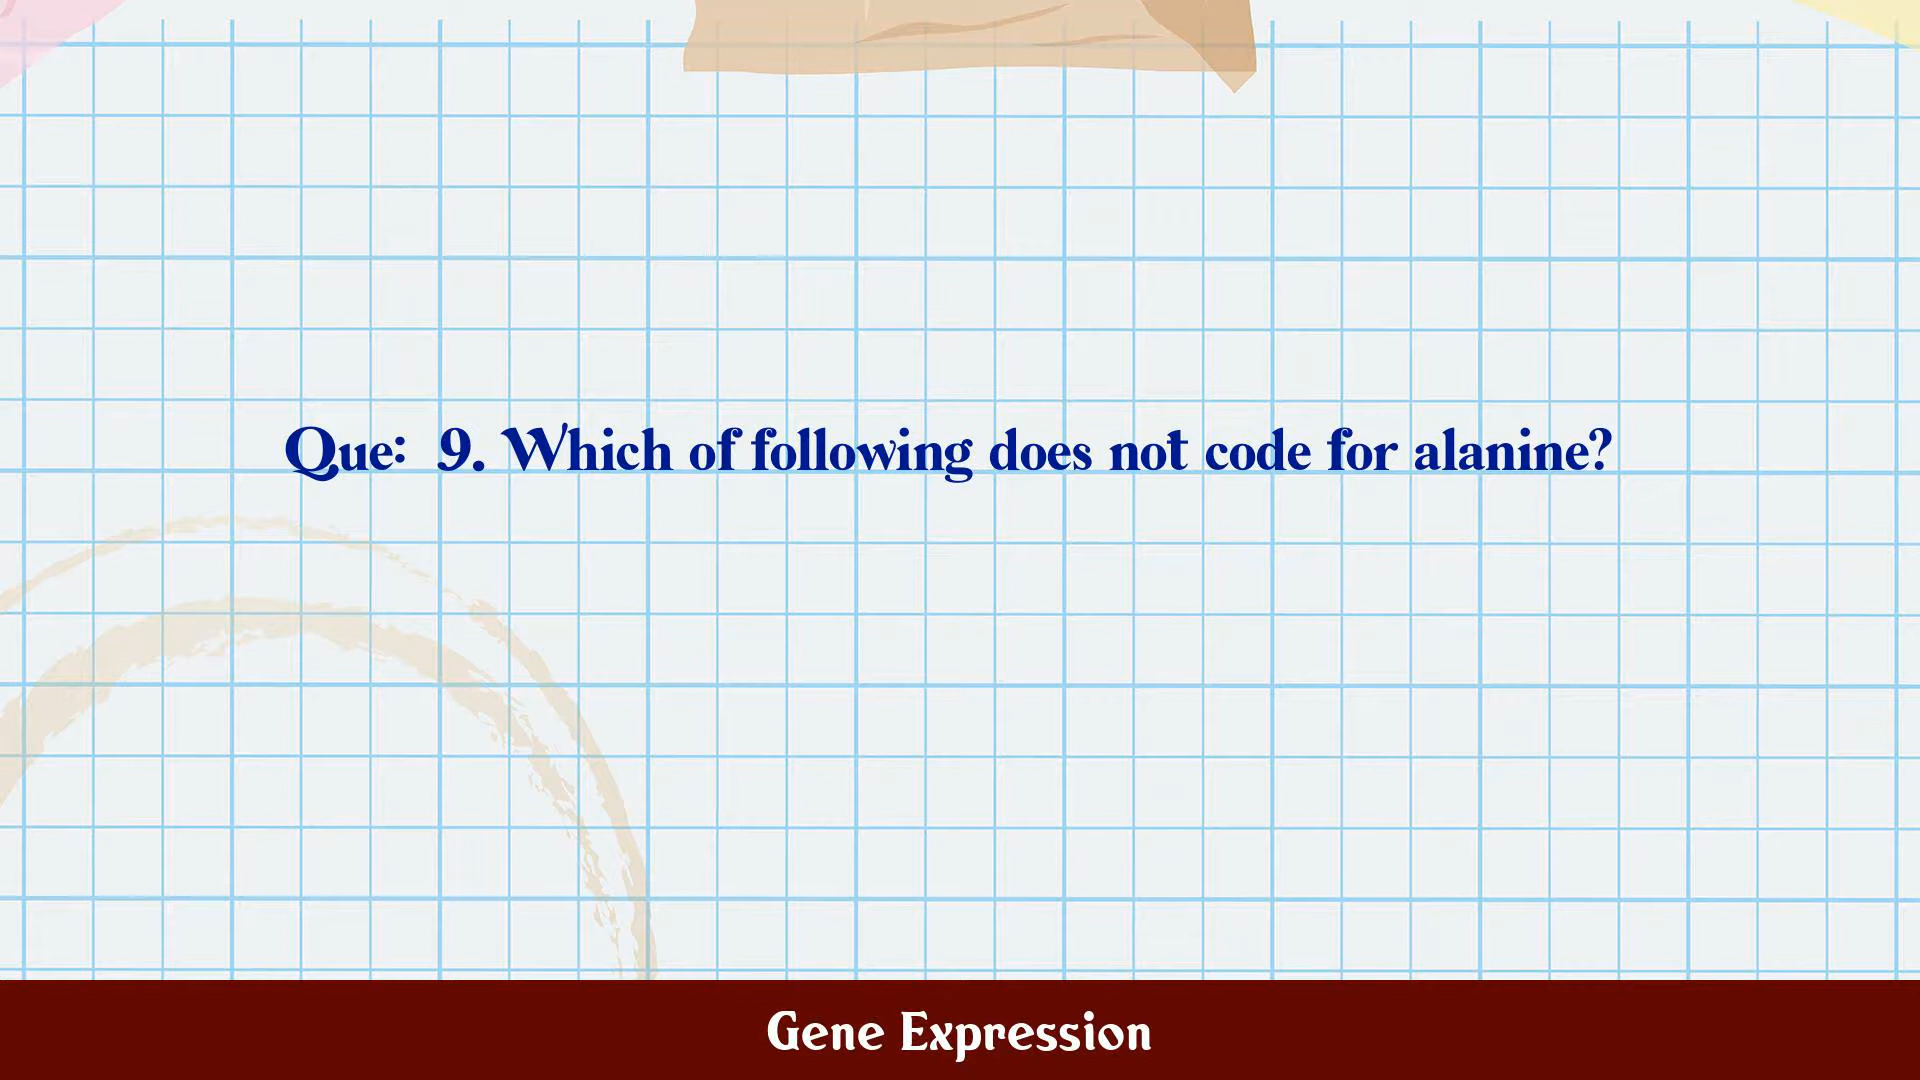 Que: 9. Which of following does not code for alanine?
Gene Expression